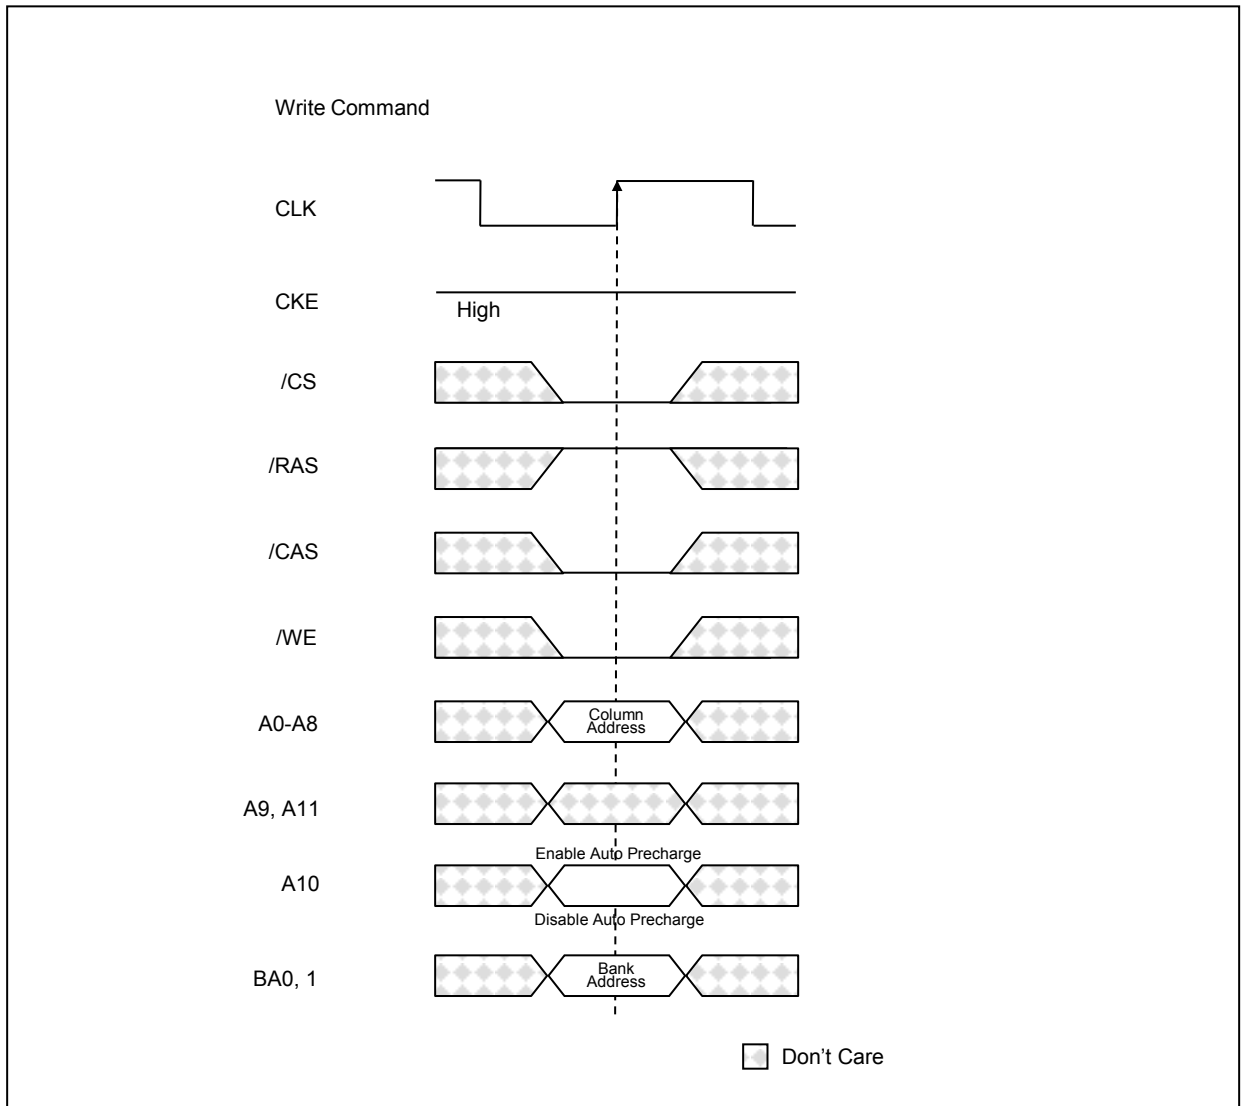 Write Command
CLK
CKE
High
/CS
/RAS
/CAS
/WE
A0-A8
Column
Address
A9, A11
Enable Auto Precharge
A10
Disable Auto Precharge
BA0, 1
Bank
Address
Don't Care